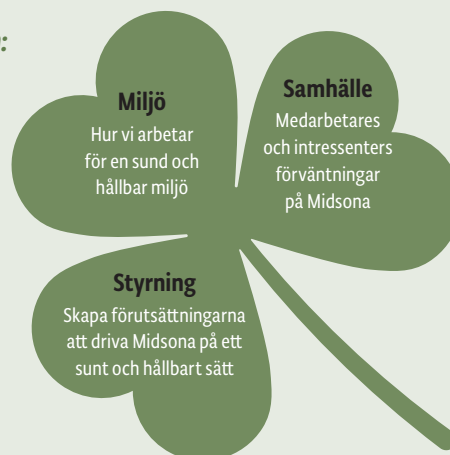 :
Miljö
Hur vi arbetar
för en sund och
hållbar miljö
Samhälle
Medarbetares
och intressenters
förväntningar
på Midsona
Styrning
Skapa förutsättningarna
att driva Midsona på ett
sunt och hållbart sätt